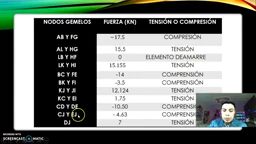 NODOS GEMELOS FUERZA (KN) TENSIÓN O COMPRESIÓN
AB Y FG –17.5 COMPRESIÓN
AL Y HG 15.5 TENSIÓN
LB Y HF 0 ELEMENTO DEAMARRE
LK Y HI 15.155 TENSIÓN
BC Y FE -14 COMPRENSIÓN
BK Y FI -3.5 COMPRENSIÓN
KJ Y JI 12,124 TENSIÓN
KC Y EI 1.75 TENSIÓN
CD Y DE -10.50 COMPRESIÓN
CJ Y EJ - 4.63 COMPRESIÓN
DJ 7 TENSIÓN
RECORDED WITH
SCREENCAST MATIC